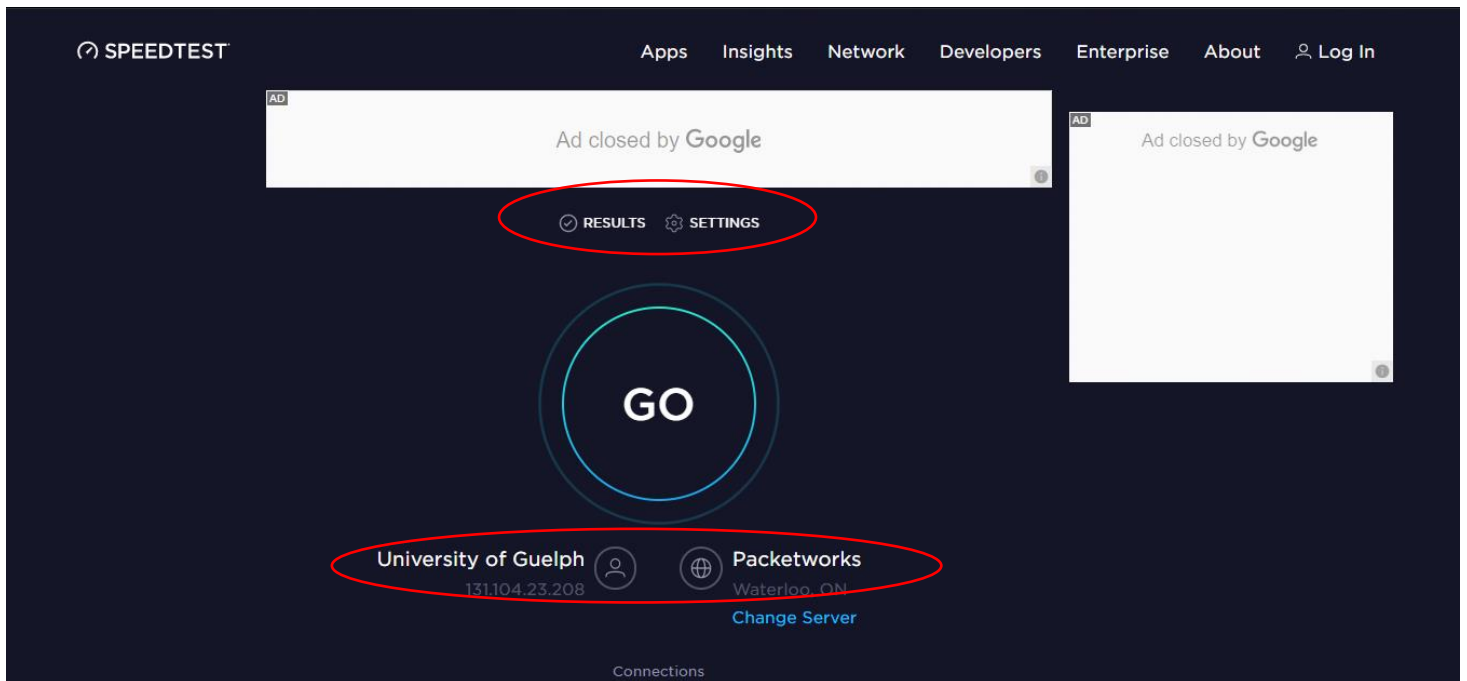 SPEEDTEST Apps Insights Network Developers Enterprise About Log In
AD
Ad closed by Google
AD
Ad closed by Google
RESULTS SETTINGS
GO
University of Guelph Packetworks
131.104.23.208 Waterloo, ON
Change Server
Connections